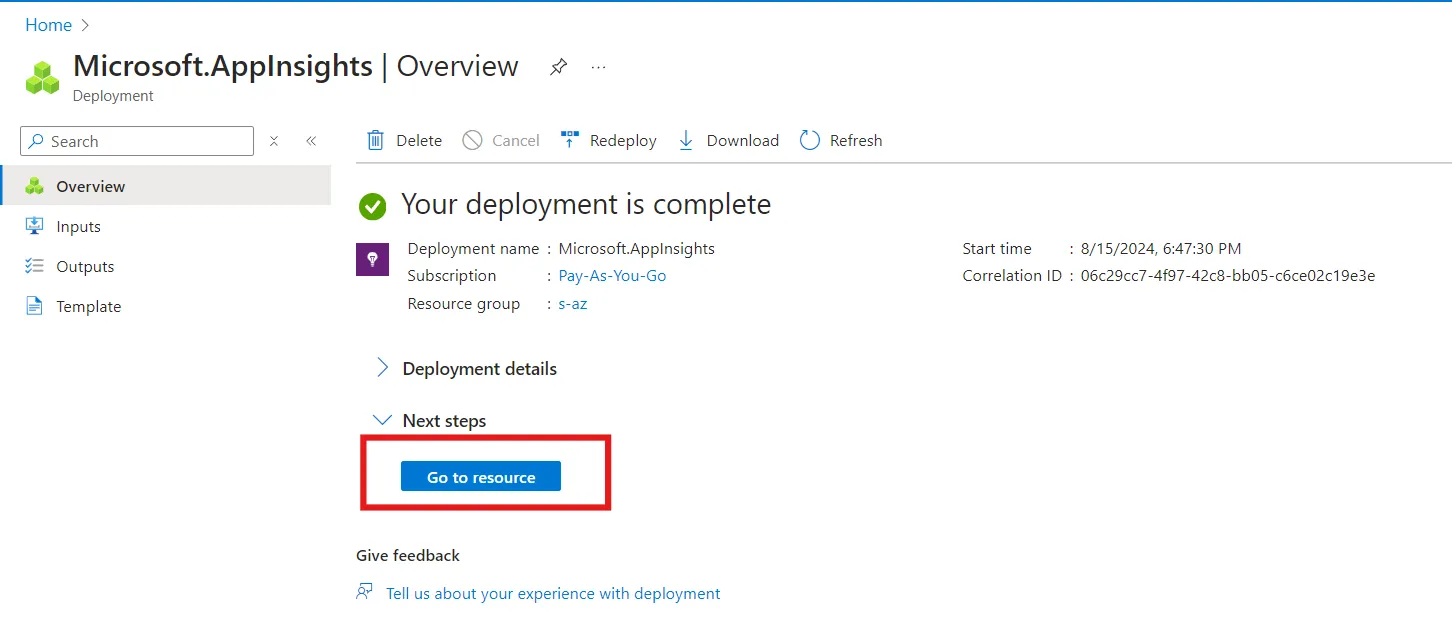 Home
Microsoft.AppInsights | Overview
Deployment
Search
Overview
Inputs
Outputs
Template
Delete
Cancel
Redeploy
Download
Refresh
Your deployment is complete
Deployment name : Microsoft.AppInsights
Subscription : Pay-As-You-Go
Resource group : s-az
Start time : 8/15/2024, 6:47:30 PM
Correlation ID : 06c29cc7-4f97-42c8-bb05-c6ce02c19e3e
Deployment details
Next steps
Go to resource
Give feedback
Tell us about your experience with deployment